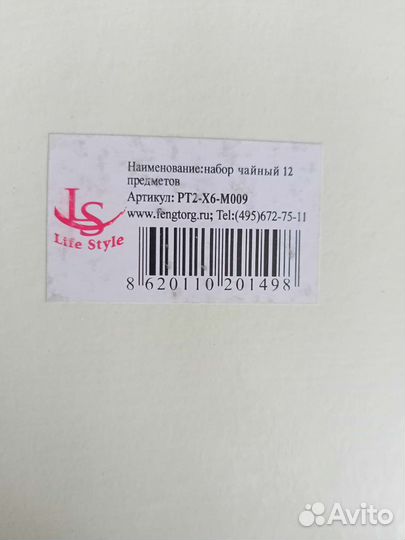 Наименование:набор чайный 12
предметов
Артикул: PT2-X6-M009
www.fengtorg.ru; Tel:(495)672-75-11
LS
Life Style
8 620110 201498
Avito